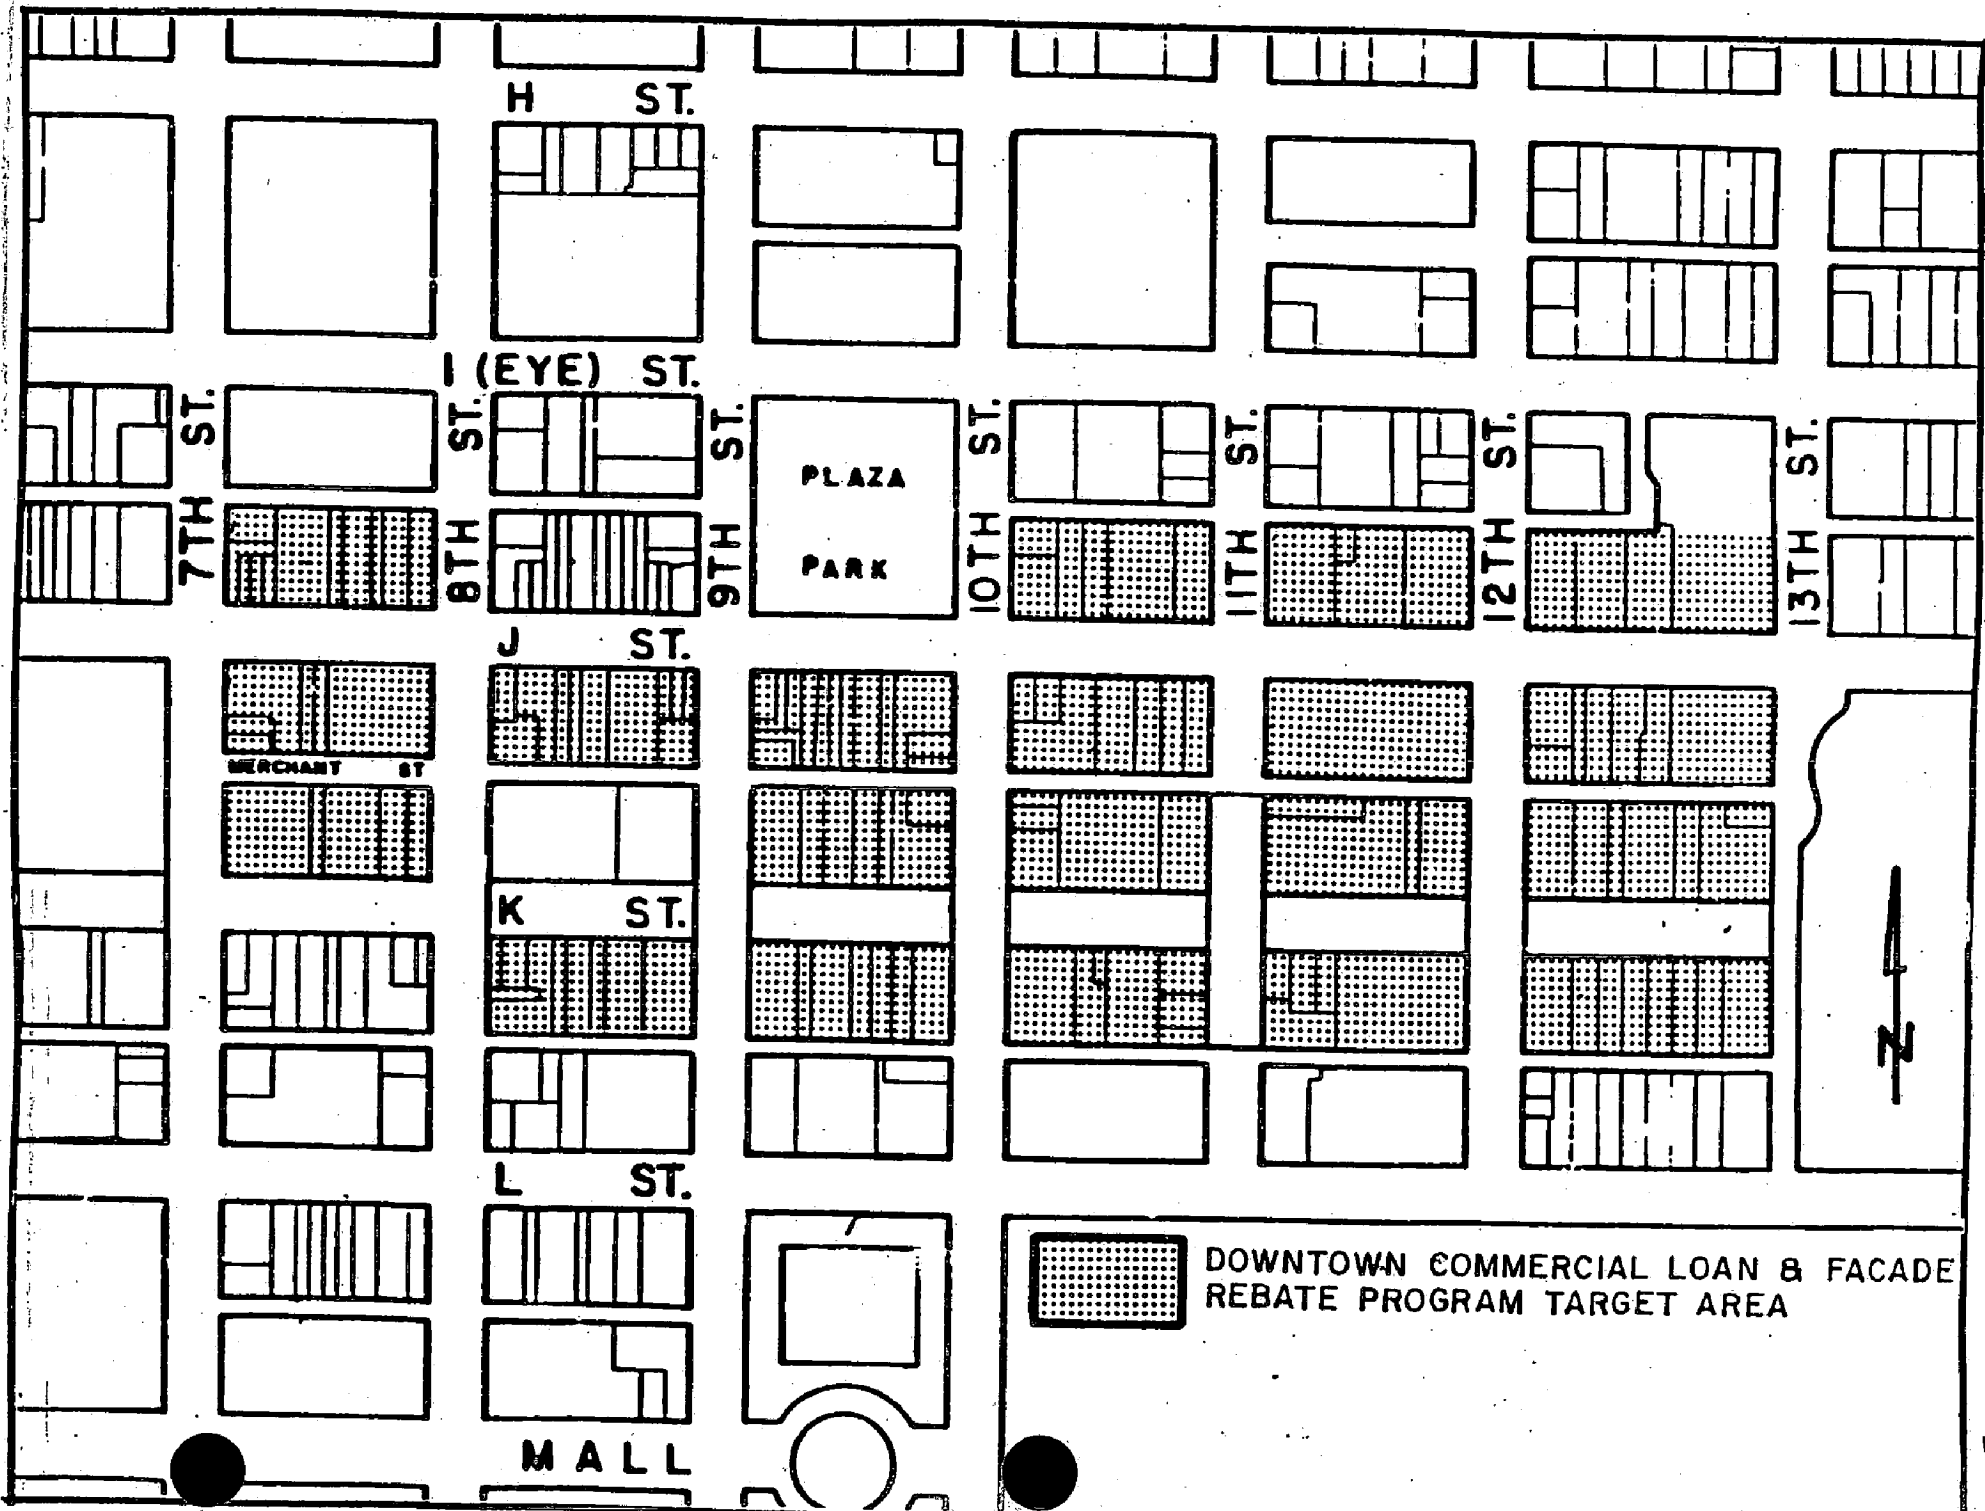 H ST.
I (EYE) ST.
7TH ST.
8TH ST.
9TH ST.
10TH ST.
11TH ST.
12TH ST.
13TH ST.
PLAZA
PARK
J ST.
MERCHANT ST
K ST.
N
L ST.
DOWNTOWN COMMERCIAL LOAN & FACADE
REBATE PROGRAM TARGET AREA
MALL